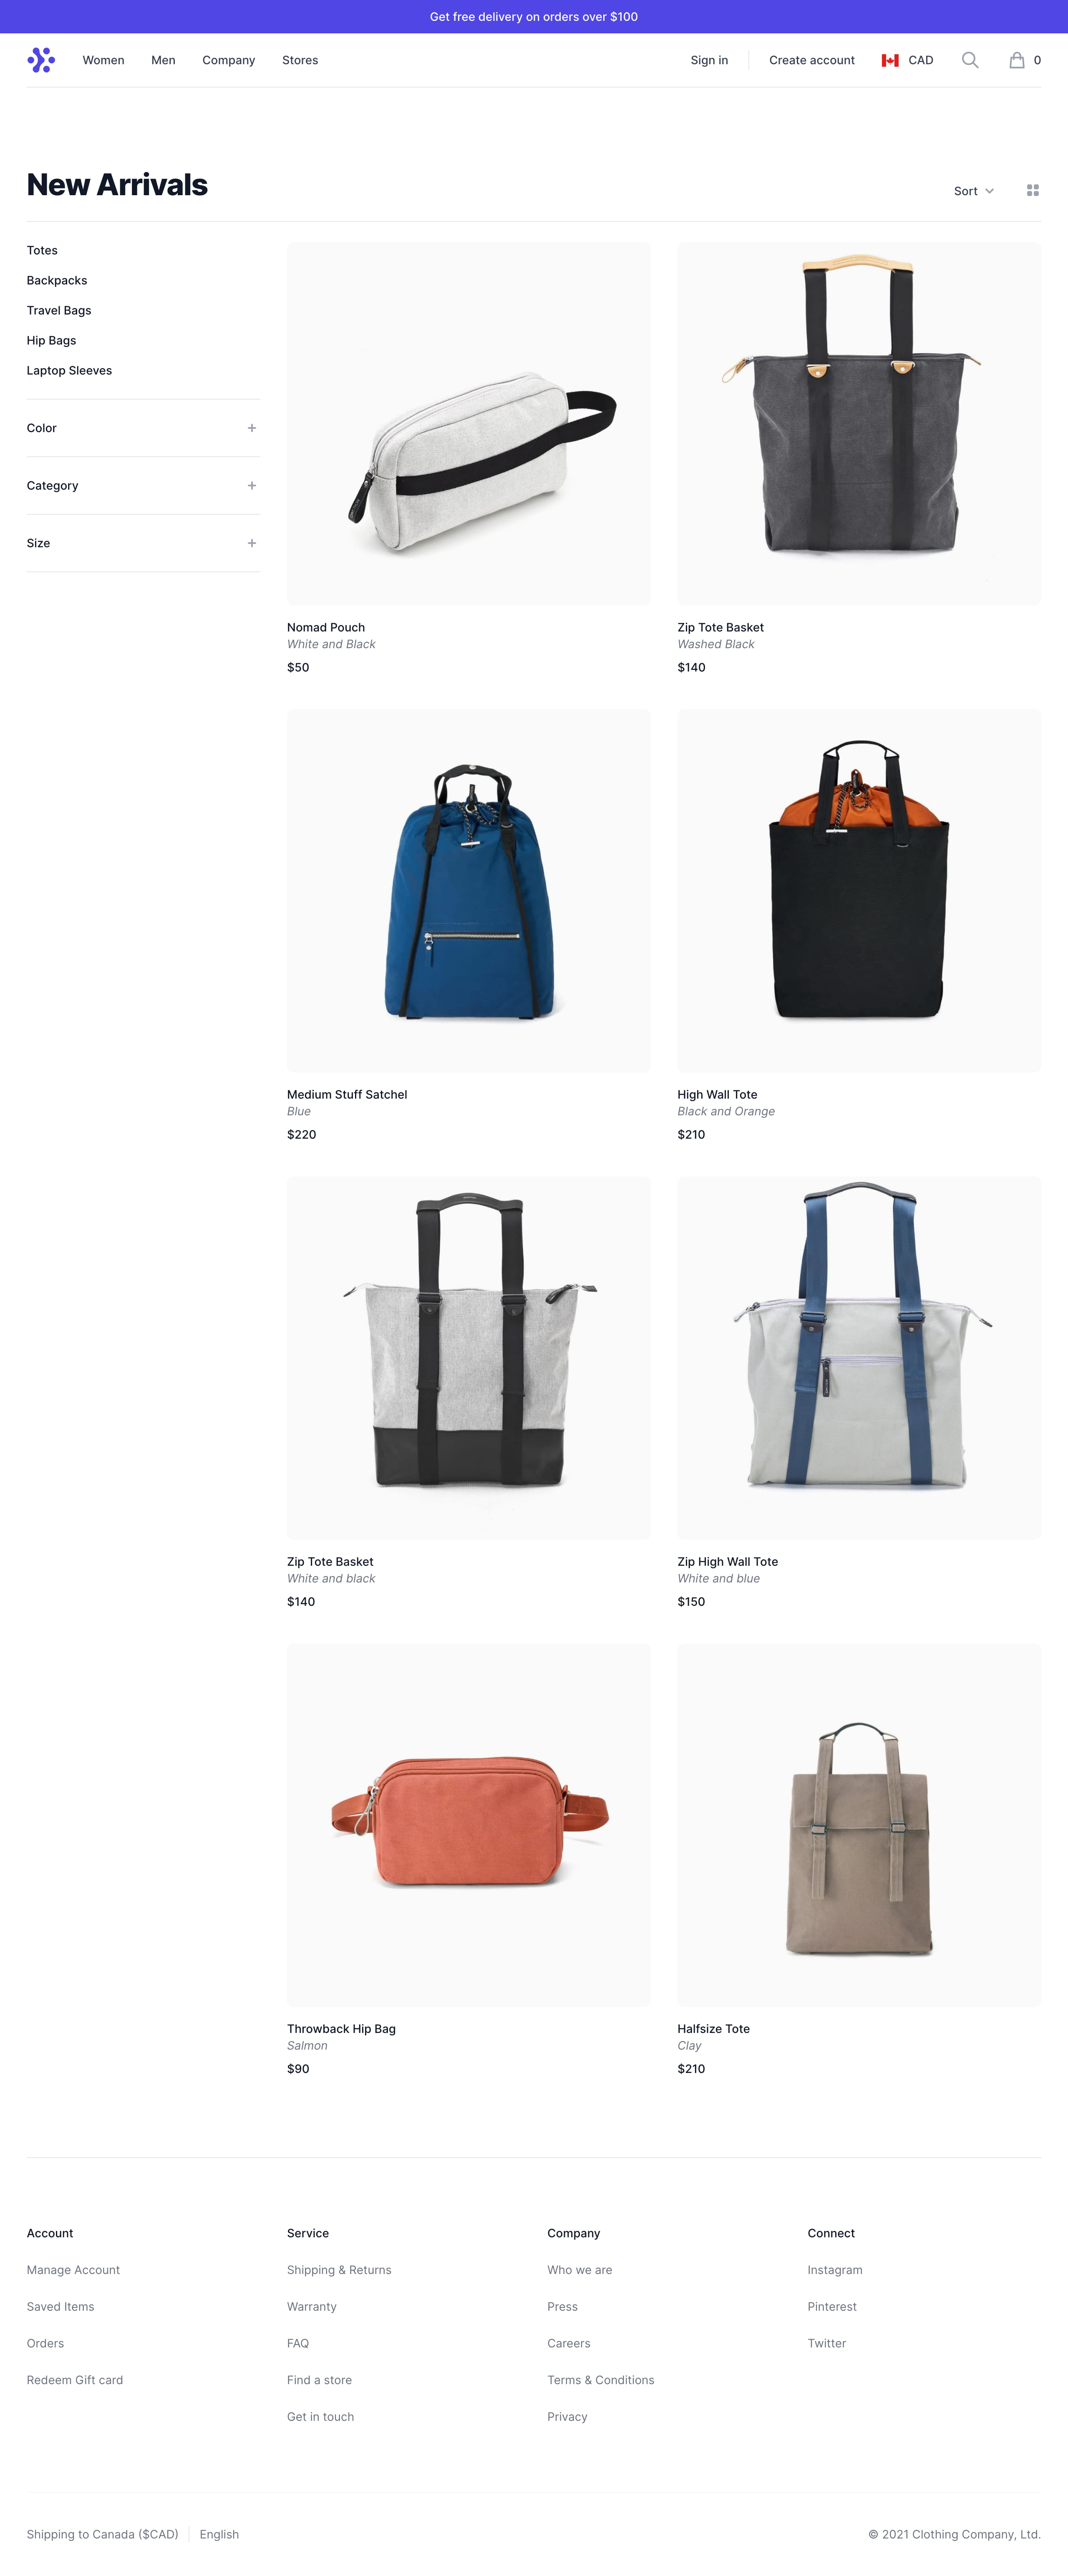 Get free delivery on orders over $100
Women Men Company Stores Sign in Create account CAD 0
New Arrivals
Sort
Totes
Backpacks
Travel Bags
Hip Bags
Laptop Sleeves
Color
Category
Size
Nomad Pouch
White and Black
$50
Zip Tote Basket
Washed Black
$140
Medium Stuff Satchel
Blue
$220
High Wall Tote
Black and Orange
$210
Zip Tote Basket
White and black
$140
Zip High Wall Tote
White and blue
$150
Throwback Hip Bag
Salmon
$90
Halfsize Tote
Clay
$210
Account
Manage Account
Saved Items
Orders
Redeem Gift card
Service
Shipping & Returns
Warranty
FAQ
Find a store
Get in touch
Company
Who we are
Press
Careers
Terms & Conditions
Privacy
Connect
Instagram
Pinterest
Twitter
Shipping to Canada ($CAD) English
© 2021 Clothing Company, Ltd.